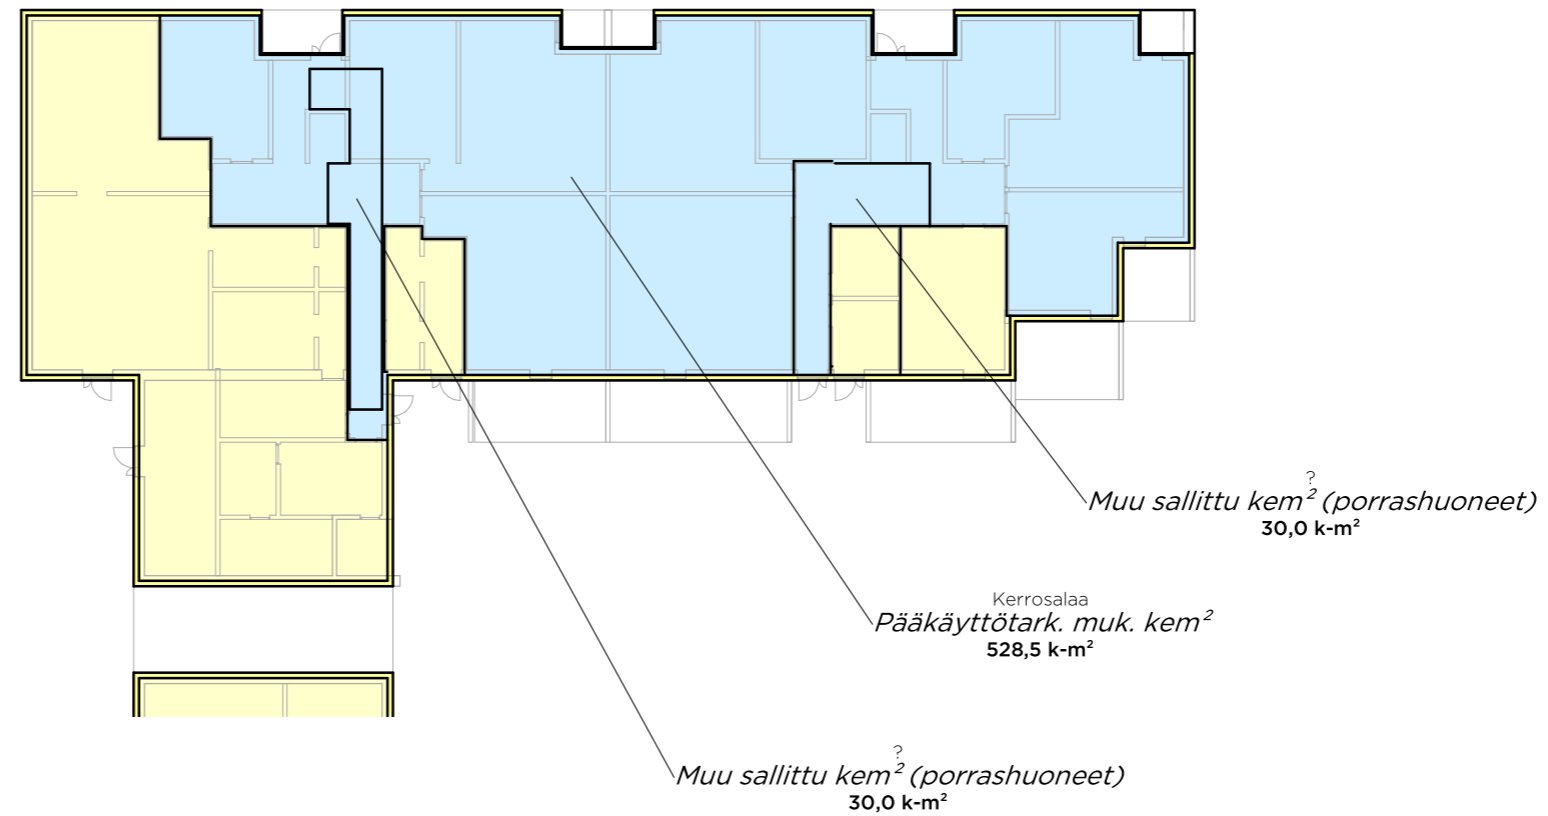 ?
Muu sallittu kem² (porrashuoneet)
30,0 k-m²
Kerrosalaa
Pääkäyttötark. muk. kem²
528,5 k-m²
?
Muu sallittu kem² (porrashuoneet)
30,0 k-m²